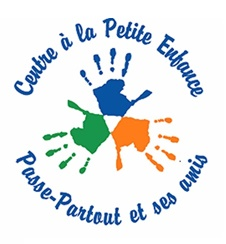 Centre à la Petite Enfance
Passe-Partout et ses amis